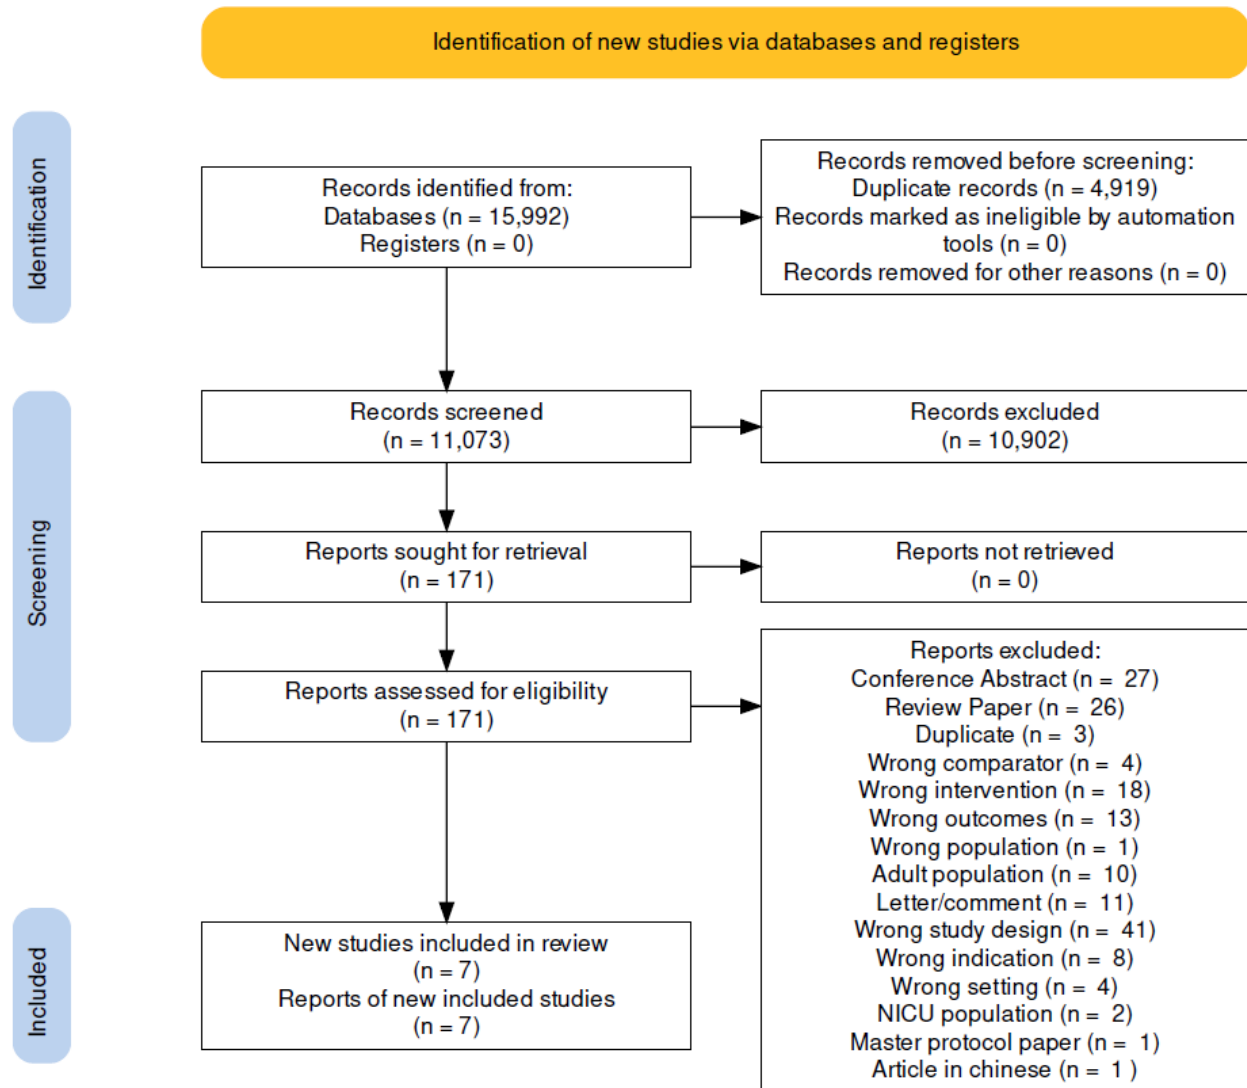 Identification of new studies via databases and registers
Identification
Records identified from:
Databases (n = 15,992)
Registers (n = 0)
Records removed before screening:
Duplicate records (n = 4,919)
Records marked as ineligible by automation
tools (n = 0)
Records removed for other reasons (n = 0)
Screening
Records screened
(n = 11,073)
Records excluded
(n = 10,902)
Reports sought for retrieval
(n = 171)
Reports not retrieved
(n = 0)
Reports assessed for eligibility
(n = 171)
Reports excluded:
Conference Abstract (n = 27)
Review Paper (n = 26)
Duplicate (n = 3)
Wrong comparator (n = 4)
Wrong intervention (n = 18)
Wrong outcomes (n = 13)
Wrong population (n = 1)
Adult population (n = 10)
Letter/comment (n = 11)
Wrong study design (n = 41)
Wrong indication (n = 8)
Wrong setting (n = 4)
NICU population (n = 2)
Master protocol paper (n = 1)
Article in chinese (n = 1 )
Included
New studies included in review
(n = 7)
Reports of new included studies
(n = 7)